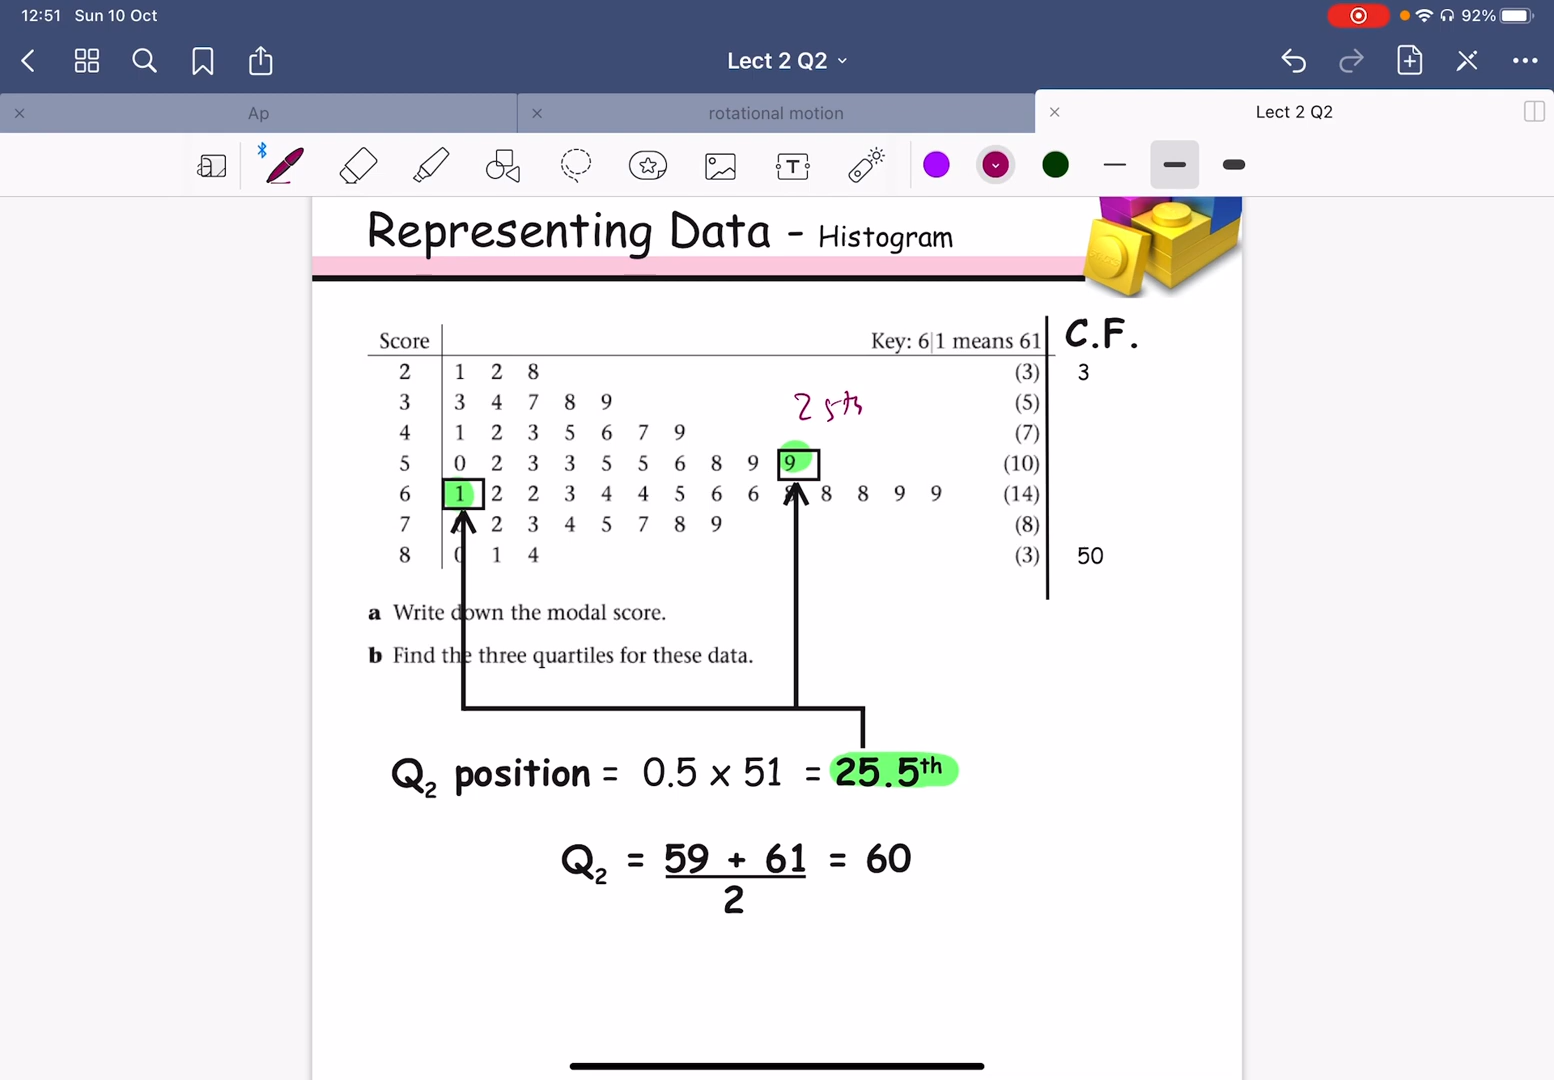 12:51 Sun 10 Oct
92%
Lect 2 Q2
Ap
rotational motion
Lect 2 Q2
T
Representing Data - Histogram
Score Key: 6|1 means 61 C.F.
2 1 2 8 (3) 3
3 3 4 7 8 9 (5)
25th
4 1 2 3 5 6 7 9 (7)
5 0 2 3 3 5 5 6 8 9 9 (10)
6 1 2 2 3 4 4 5 6 6 8 8 8 9 9 (14)
7 0 2 3 4 5 7 8 9 (8)
8 0 1 4 (3) 50
a Write down the modal score.
b Find the three quartiles for these data.
Q₂ position = 0.5 x 51 = 25.5th
Q₂ = 59 + 61 = 60
2